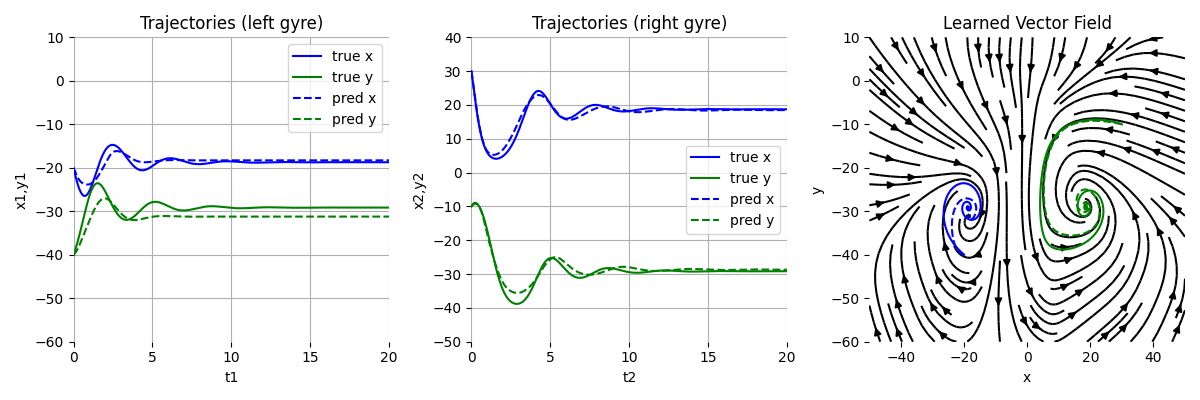 Trajectories (left gyre)
10
0
−10
−20
−30
−40
−50
−60
x1,y1
0
5
10
15
20
t1
true x
true y
pred x
pred y
Trajectories (right gyre)
40
30
20
10
0
−10
−20
−30
−40
−50
x2,y2
0
5
10
15
20
t2
true x
true y
pred x
pred y
Learned Vector Field
10
0
−10
−20
−30
−40
−50
−60
y
−40
−20
0
20
40
x